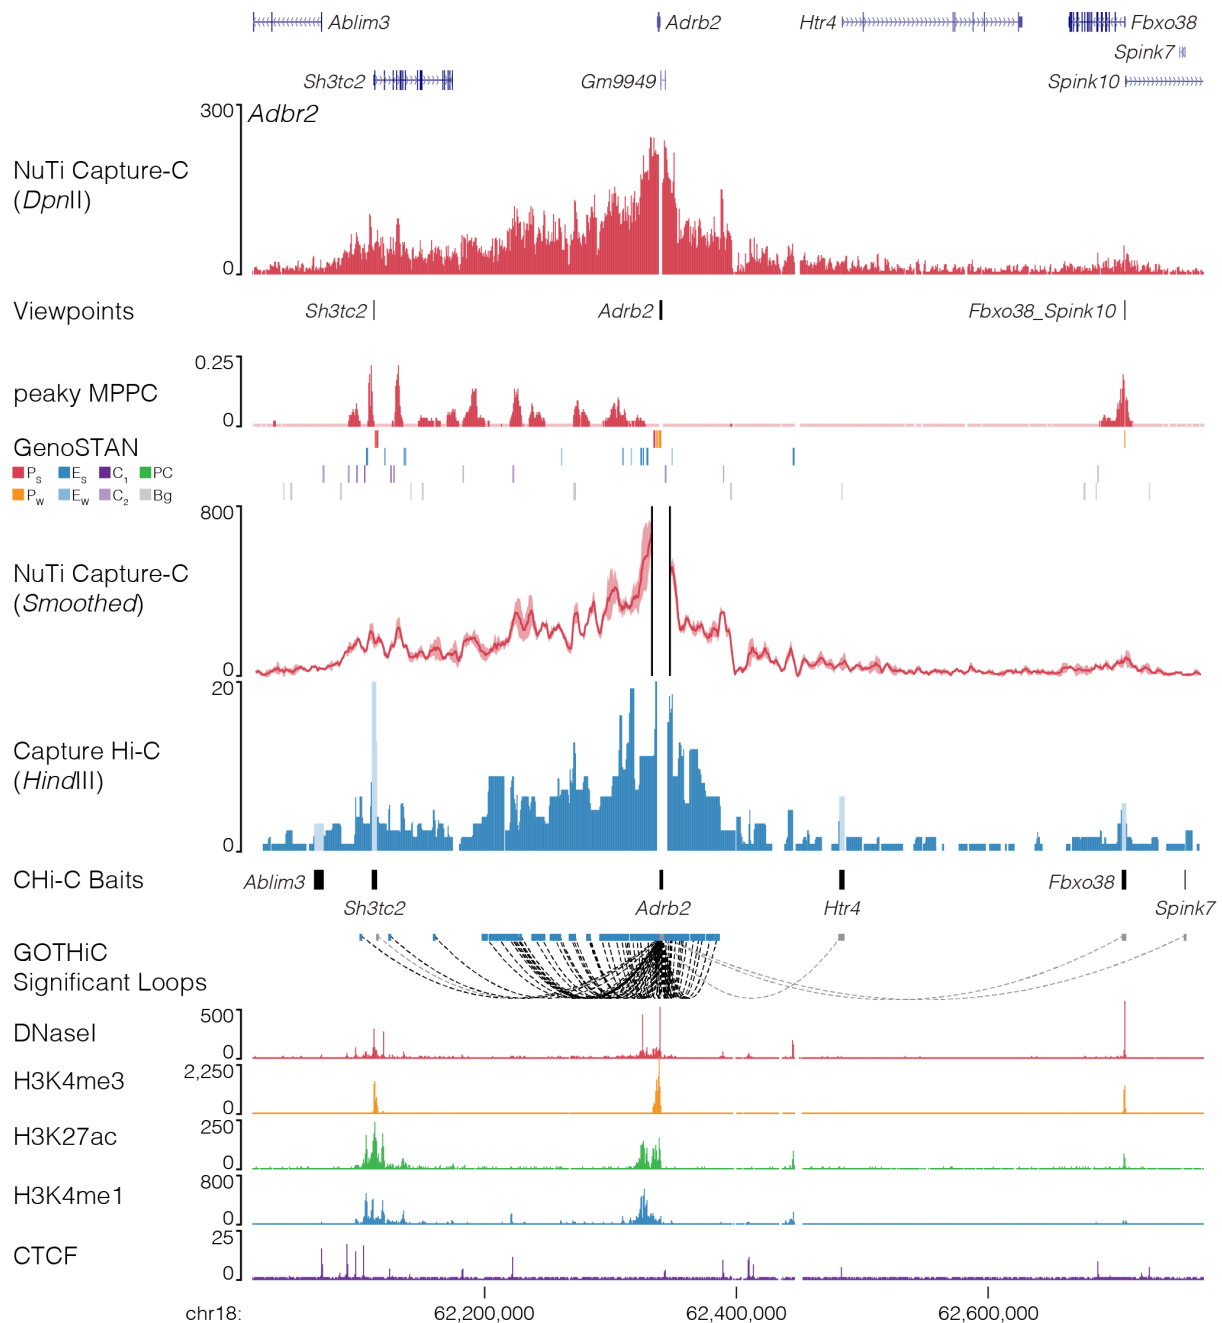 Ablim3
Adrb2
Htr4
Fbxo38
Spink7
Sh3tc2
Gm9949
Spink10
300
Adbr2
NuTi Capture-C
(DpnII)
0
Viewpoints
Sh3tc2
Adrb2
Fbxo38_Spink10
0.25
peaky MPPC
0
GenoSTAN
PS ES C1 PC
PW EW C2 Bg
800
NuTi Capture-C
(Smoothed)
0
20
Capture Hi-C
(HindIII)
0
CHi-C Baits
Ablim3
Fbxo38
Sh3tc2
Adrb2
Htr4
Spink7
GOTHiC
Significant Loops
500
DNaseI
0
2,250
H3K4me3
0
250
H3K27ac
0
800
H3K4me1
0
25
CTCF
0
chr18:
62,200,000
62,400,000
62,600,000